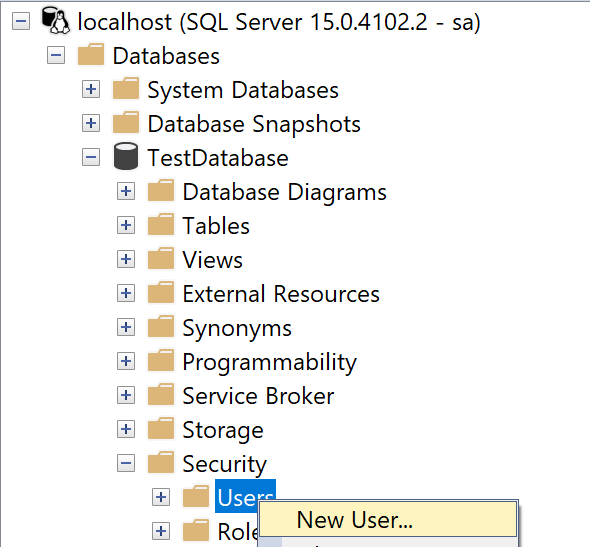 localhost (SQL Server 15.0.4102.2 - sa)
Databases
System Databases
Database Snapshots
TestDatabase
Database Diagrams
Tables
Views
External Resources
Synonyms
Programmability
Service Broker
Storage
Security
Users
New User...
Role